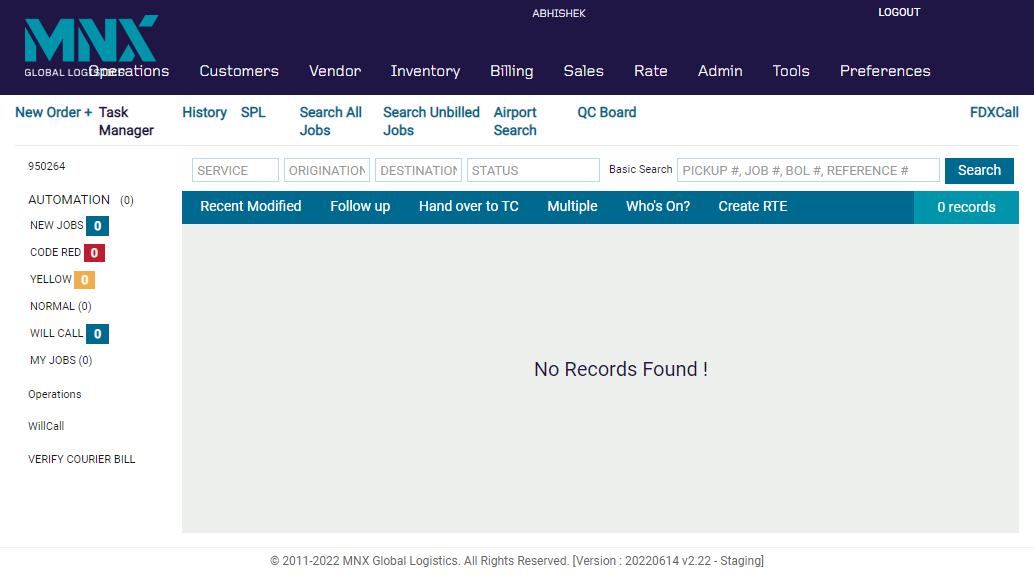 ABHISHEK
LOGOUT
MNX
GLOBAL LOGISTICS
Operations Customers Vendor Inventory Billing Sales Rate Admin Tools Preferences
New Order + Task Manager History SPL Search All Jobs Search Unbilled Jobs Airport Search QC Board FDXCall
950264
SERVICE ORIGINATION DESTINATION STATUS Basic Search PICKUP #, JOB #, BOL #, REFERENCE # Search
AUTOMATION (0)
Recent Modified Follow up Hand over to TC Multiple Who's On? Create RTE 0 records
NEW JOBS 0
CODE RED 0
YELLOW 0
NORMAL (0)
WILL CALL 0
MY JOBS (0)
No Records Found !
Operations
WillCall
VERIFY COURIER BILL
© 2011-2022 MNX Global Logistics. All Rights Reserved. [Version : 20220614 v2.22 - Staging]